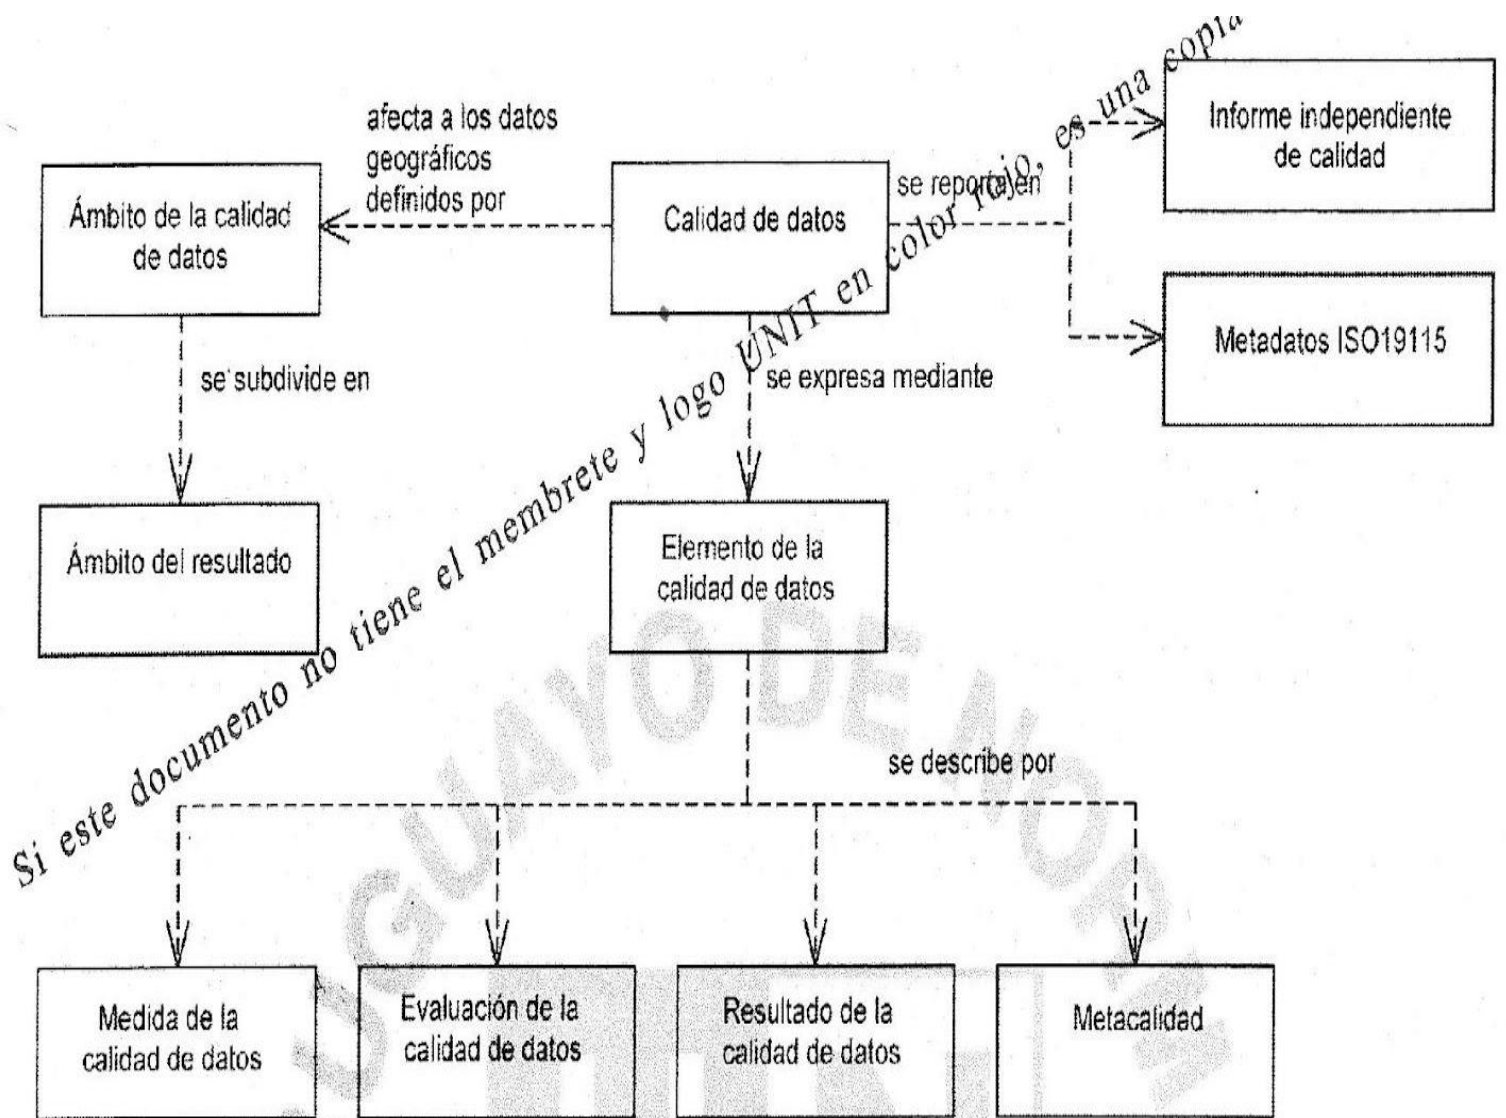 Si este documento no tiene el membrete y logo UNIT en color rojo, es una copia
afecta a los datos
geográficos
definidos por
Ámbito de la calidad
de datos
Calidad de datos
se reporta en
Informe independiente
de calidad
Metadatos ISO19115
se subdivide en
se expresa mediante
Ámbito del resultado
Elemento de la
calidad de datos
se describe por
Medida de la
calidad de datos
Evaluación de la
calidad de datos
Resultado de la
calidad de datos
Metacalidad
UGUAYO DE NORM